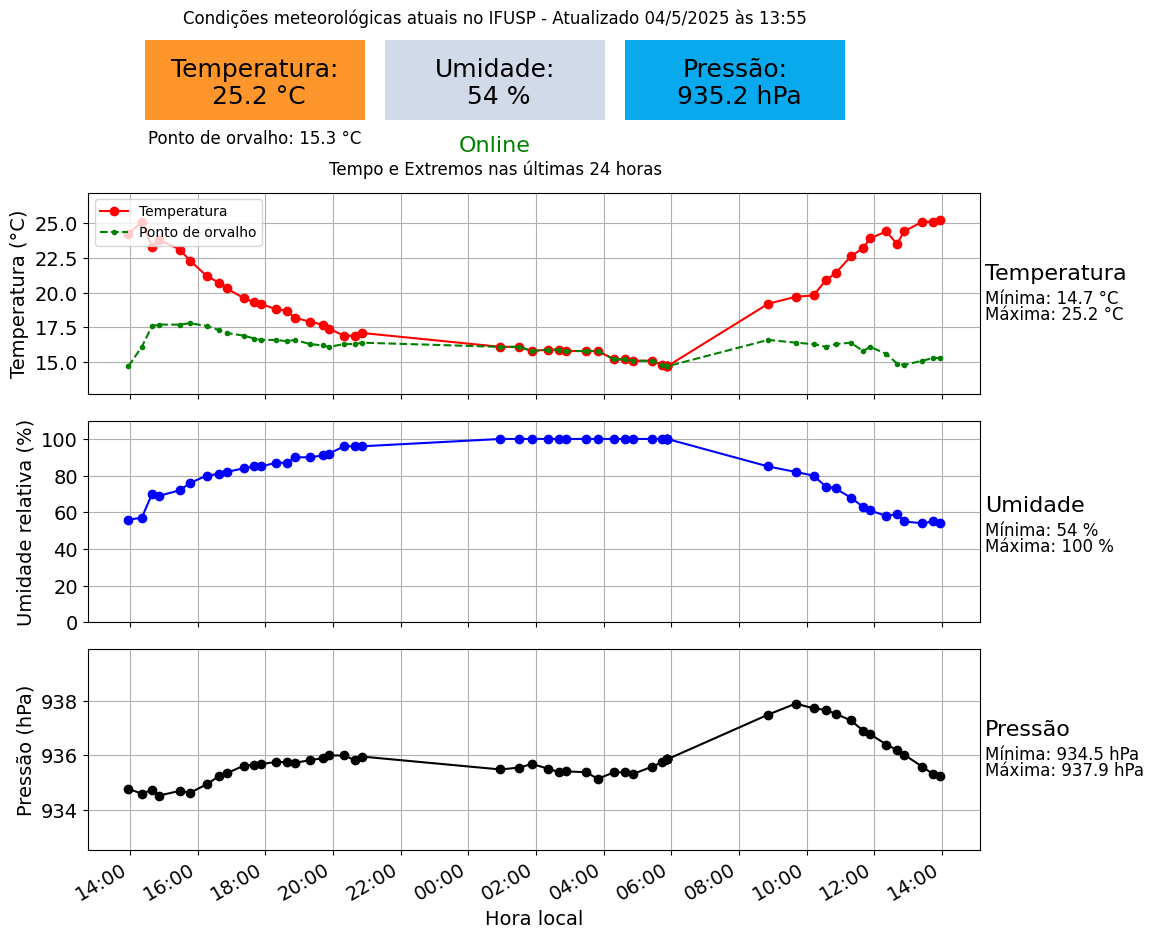 Condições meteorológicas atuais no IFUSP - Atualizado 04/5/2025 às 13:55
Temperatura:
25.2 °C
Umidade:
54 %
Pressão:
935.2 hPa
Ponto de orvalho: 15.3 °C
Online
Tempo e Extremos nas últimas 24 horas
Temperatura (°C)
25.0
22.5
20.0
17.5
15.0
Temperatura
Ponto de orvalho
Temperatura
Mínima: 14.7 °C
Máxima: 25.2 °C
Umidade relativa (%)
100
80
60
40
20
0
Umidade
Mínima: 54 %
Máxima: 100 %
Pressão (hPa)
938
936
934
Pressão
Mínima: 934.5 hPa
Máxima: 937.9 hPa
14:00 16:00 18:00 20:00 22:00 00:00 02:00 04:00 06:00 08:00 10:00 12:00 14:00
Hora local